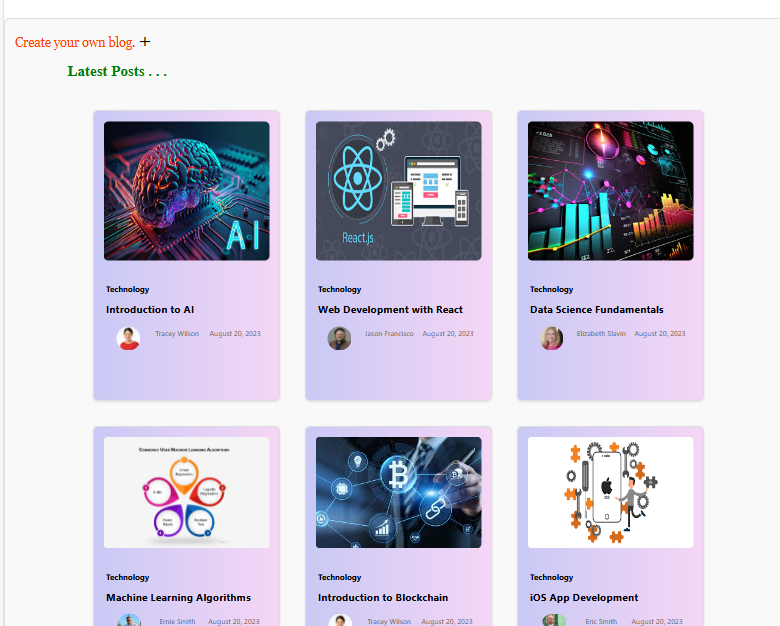 Create your own blog. +
Latest Posts . . .
AI
React.js
Technology
Introduction to AI
Tracey Wilson August 20, 2023
Technology
Web Development with React
Jason Francisco August 20, 2023
Technology
Data Science Fundamentals
Elizabeth Slavin August 20, 2023
Commonly Used Machine Learning Algorithms
Technology
Machine Learning Algorithms
Ernie Smith August 20, 2023
Technology
Introduction to Blockchain
Tracey Wilson August 20, 2023
Technology
iOS App Development
Eric Smith August 20, 2023